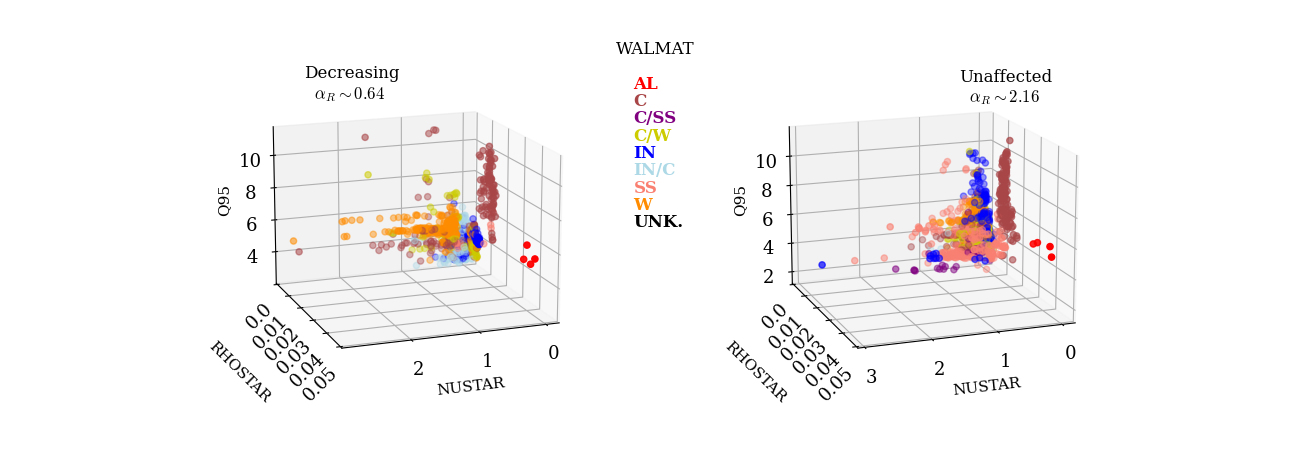 WALMAT
AL
C
C/SS
C/W
IN
IN/C
SS
W
UNK.
Decreasing
α_R ~ 0.64
Q95
10
8
6
4
0.0
0.01
0.02
0.03
0.04
0.05
RHOSTAR
2
1
0
NUSTAR
Unaffected
α_R ~ 2.16
Q95
10
8
6
4
2
0.0
0.01
0.02
0.03
0.04
0.05
RHOSTAR
3
2
1
0
NUSTAR